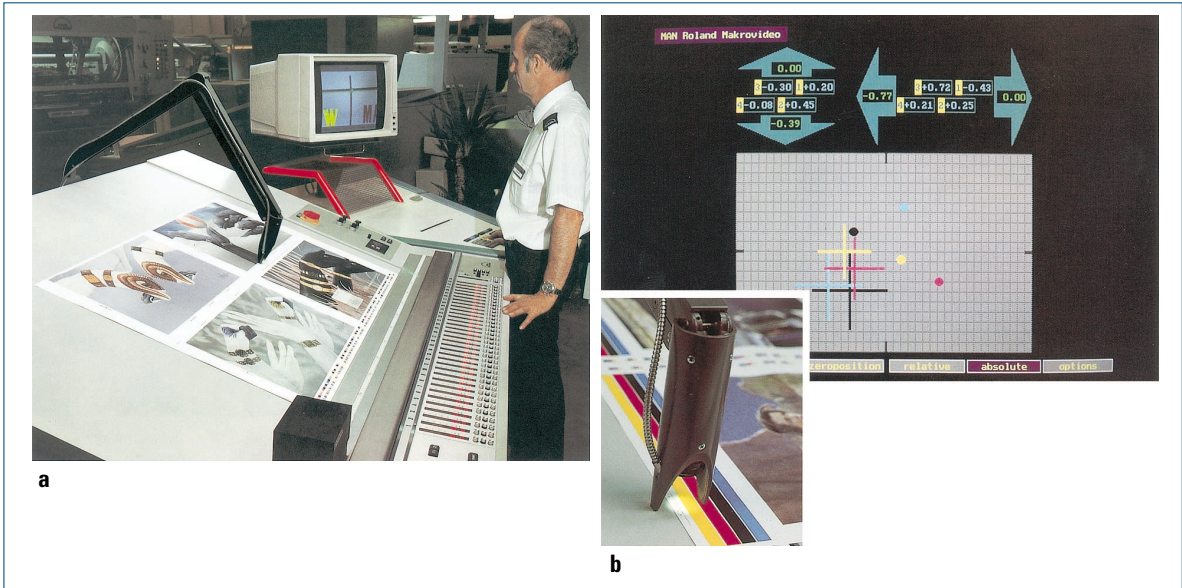 W M
a
MAN Roland Makrovideo
0.00
3-0.30 1+0.20
4-0.08 2+0.45
-0.39
-0.77
3+0.72 1-0.43
4+0.21 2+0.25
0.00
zeroposition relative absolute options
b